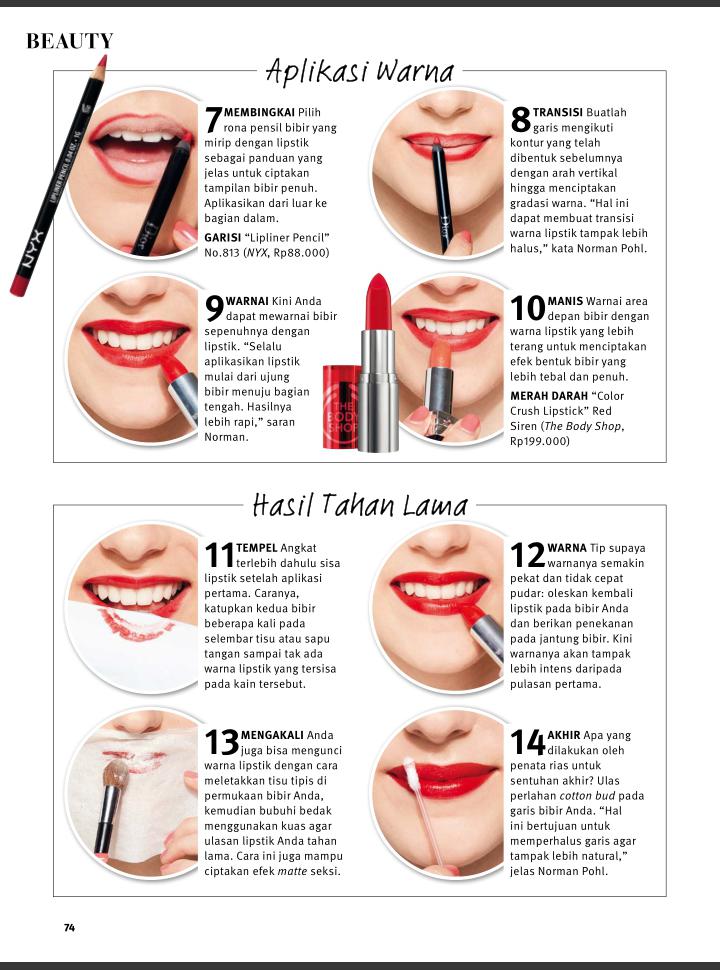 BEAUTY
Aplikasi Warna
7 MEMBINGKAI Pilih
rona pensil bibir yang
mirip dengan lipstik
sebagai panduan yang
jelas untuk ciptakan
tampilan bibir penuh.
Aplikasikan dari luar ke
bagian dalam.
GARISI “Lipliner Pencil”
No.813 (NYX, Rp88.000)
LIPLINER PENCIL 0.04 OZ. • 1G
NYX
Dior
8 TRANSISI Buatlah
garis mengikuti
kontur yang telah
dibentuk sebelumnya
dengan arah vertikal
hingga menciptakan
gradasi warna. “Hal ini
dapat membuat transisi
warna lipstik tampak lebih
halus,” kata Norman Pohl.
Dior
9 WARNAI Kini Anda
dapat mewarnai bibir
sepenuhnya dengan
lipstik. “Selalu
aplikasikan lipstik
mulai dari ujung
bibir menuju bagian
tengah. Hasilnya
lebih rapi,” saran
Norman.
THE
BODY
SHOP
10 MANIS Warnai area
depan bibir dengan
warna lipstik yang lebih
terang untuk menciptakan
efek bentuk bibir yang
lebih tebal dan penuh.
MERAH DARAH “Color
Crush Lipstick” Red
Siren (The Body Shop,
Rp199.000)
Hasil Tahan Lama
11 TEMPEL Angkat
terlebih dahulu sisa
lipstik setelah aplikasi
pertama. Caranya,
katupkan kedua bibir
beberapa kali pada
selembar tisu atau sapu
tangan sampai tak ada
warna lipstik yang tersisa
pada kain tersebut.
12 WARNA Tip supaya
warnanya semakin
pekat dan tidak cepat
pudar: oleskan kembali
lipstik pada bibir Anda
dan berikan penekanan
pada jantung bibir. Kini
warnanya akan tampak
lebih intens daripada
pulasan pertama.
13 MENGAKALI Anda
juga bisa mengunci
warna lipstik dengan cara
meletakkan tisu tipis di
permukaan bibir Anda,
kemudian bubuhi bedak
menggunakan kuas agar
ulasan lipstik Anda tahan
lama. Cara ini juga mampu
ciptakan efek matte seksi.
14 AKHIR Apa yang
dilakukan oleh
penata rias untuk
sentuhan akhir? Ulas
perlahan cotton bud pada
garis bibir Anda. “Hal
ini bertujuan untuk
memperhalus garis agar
tampak lebih natural,”
jelas Norman Pohl.
74